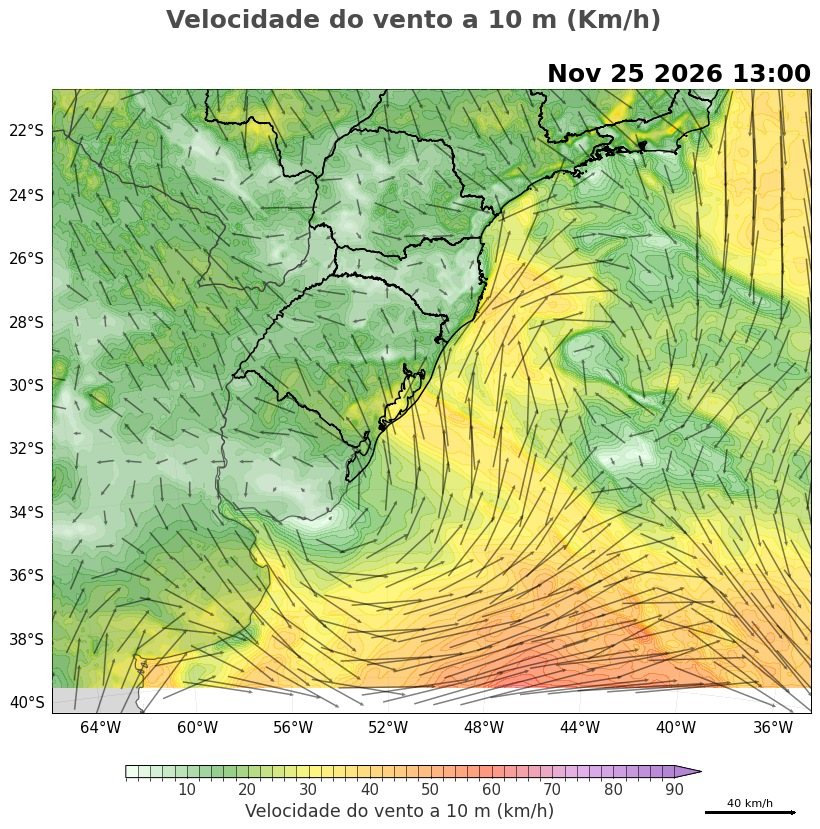 Velocidade do vento a 10 m (Km/h)
Nov 25 2026 13:00
22°S
24°S
26°S
28°S
30°S
32°S
34°S
36°S
38°S
40°S
64°W 60°W 56°W 52°W 48°W 44°W 40°W 36°W
10 20 30 40 50 60 70 80 90
Velocidade do vento a 10 m (km/h)
40 km/h